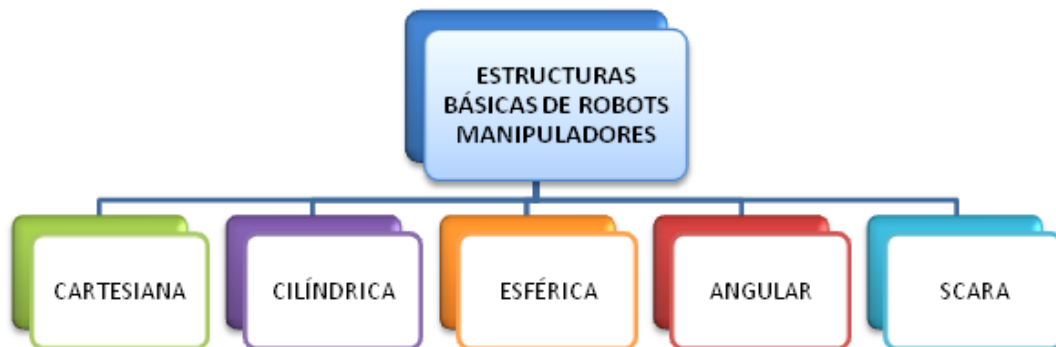 ESTRUCTURAS
BÁSICAS DE ROBOTS
MANIPULADORES
CARTESIANA
CILÍNDRICA
ESFÉRICA
ANGULAR
SCARA